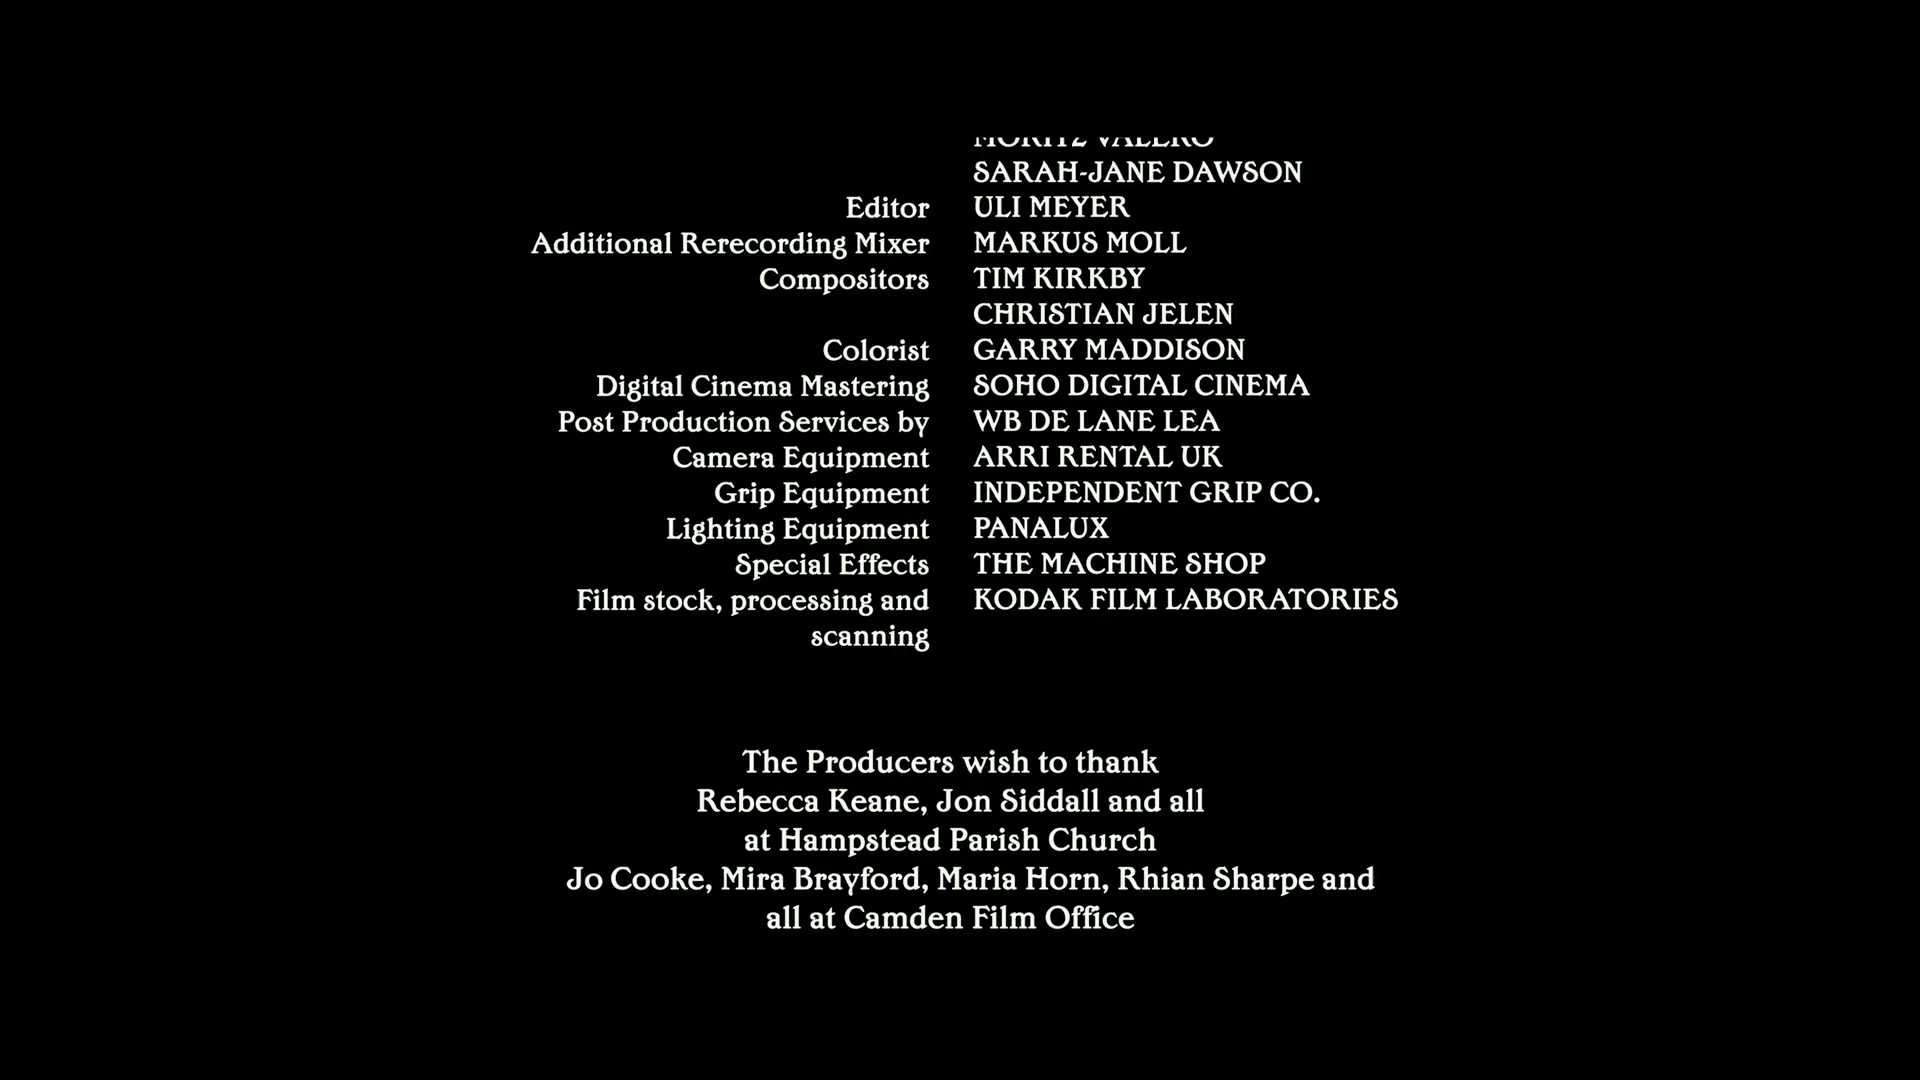 MORITZ VALERO
SARAH-JANE DAWSON
Editor ULI MEYER
Additional Rerecording Mixer MARKUS MOLL
Compositors TIM KIRKBY
CHRISTIAN JELEN
Colorist GARRY MADDISON
Digital Cinema Mastering SOHO DIGITAL CINEMA
Post Production Services by WB DE LANE LEA
Camera Equipment ARRI RENTAL UK
Grip Equipment INDEPENDENT GRIP CO.
Lighting Equipment PANALUX
Special Effects THE MACHINE SHOP
Film stock, processing and KODAK FILM LABORATORIES
scanning
The Producers wish to thank
Rebecca Keane, Jon Siddall and all
at Hampstead Parish Church
Jo Cooke, Mira Brayford, Maria Horn, Rhian Sharpe and
all at Camden Film Office